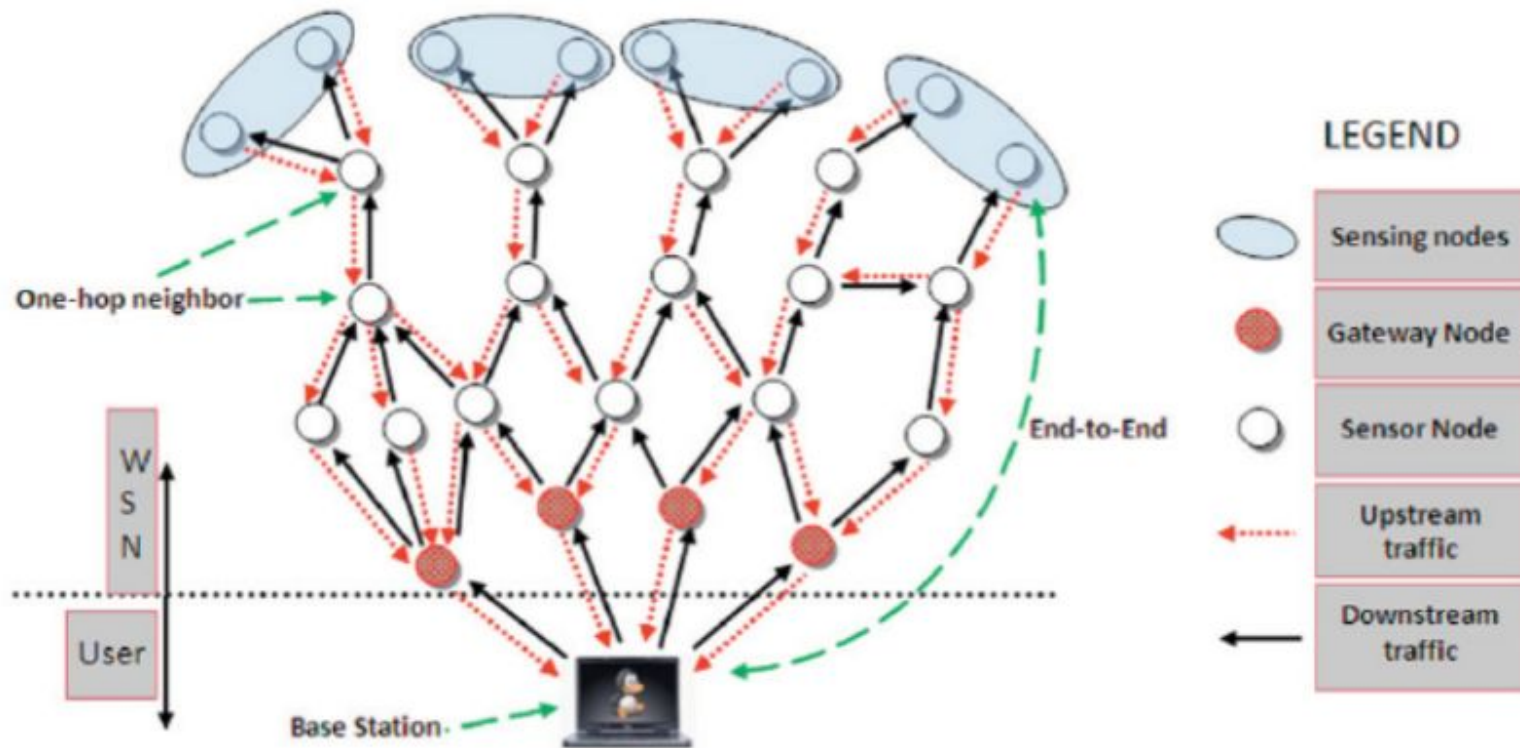 LEGEND
Sensing nodes
One-hop neighbor
Gateway Node
End-to-End
Sensor Node
W
S
N
Upstream
traffic
User
Downstream
traffic
Base Station